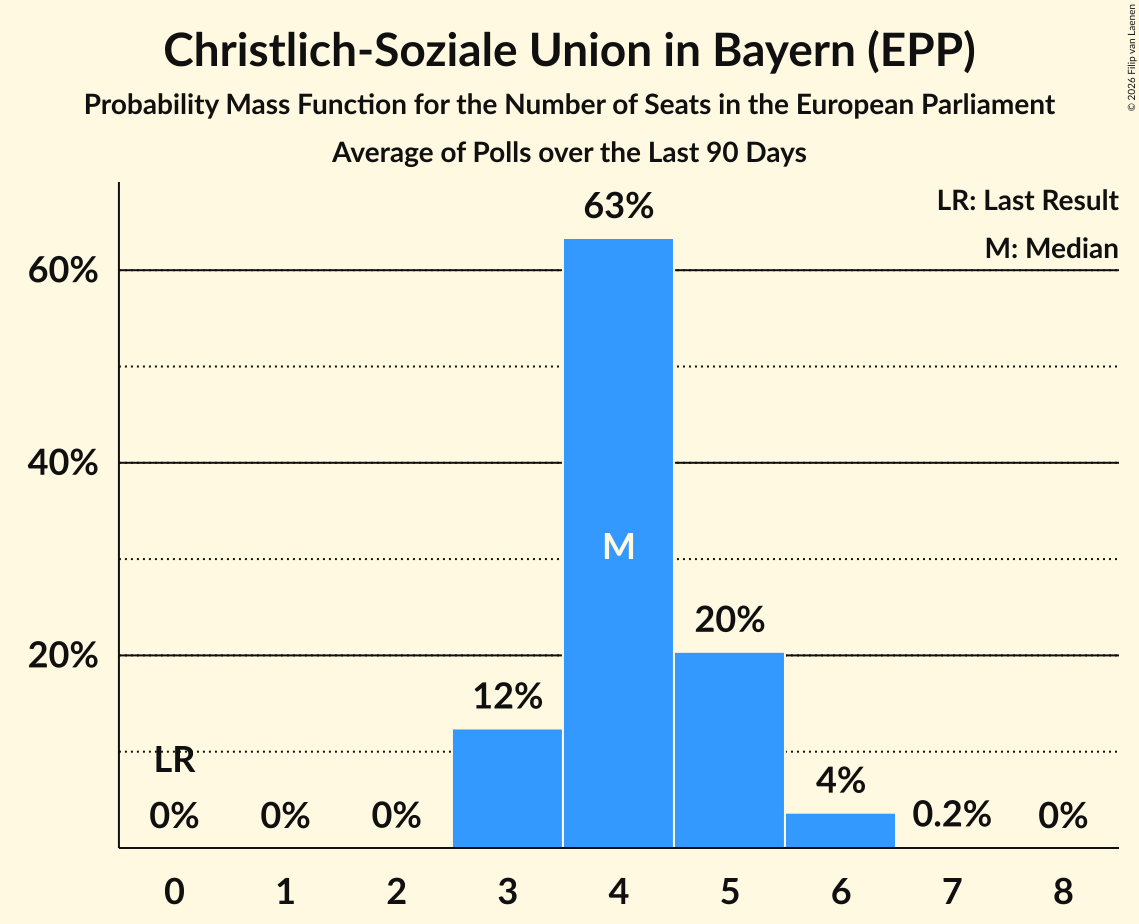 Christlich-Soziale Union in Bayern (EPP)
Probability Mass Function for the Number of Seats in the European Parliament
Average of Polls over the Last 90 Days
© 2026 Filip van Laenen
LR: Last Result
M: Median
63%
60%
40%
M
20%
20%
12%
LR
4%
0% 0% 0% 0.2% 0%
0 1 2 3 4 5 6 7 8